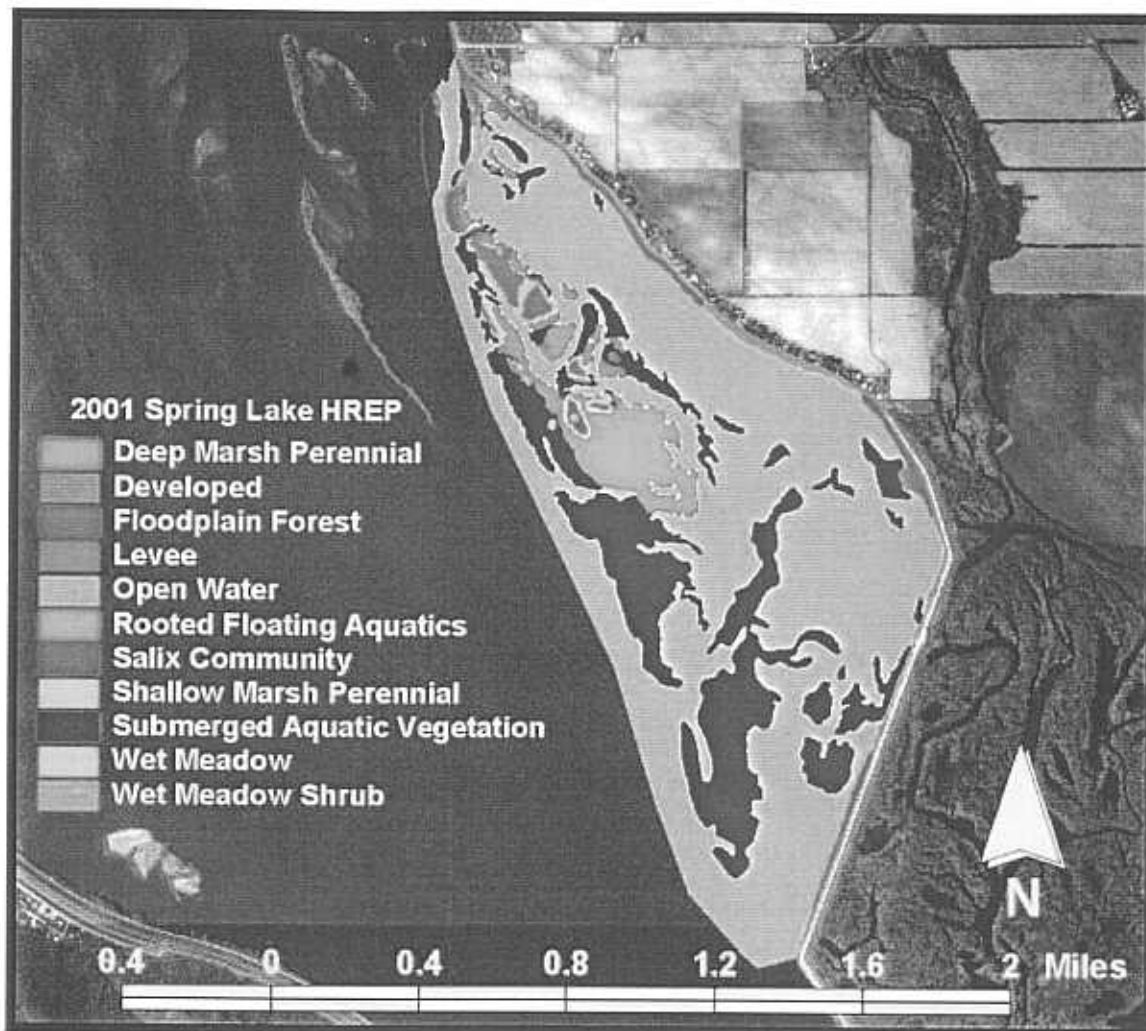 2001 Spring Lake HREP
Deep Marsh Perennial
Developed
Floodplain Forest
Levee
Open Water
Rooted Floating Aquatics
Salix Community
Shallow Marsh Perennial
Submerged Aquatic Vegetation
Wet Meadow
Wet Meadow Shrub
N
0.4 0 0.4 0.8 1.2 1.6 2 Miles